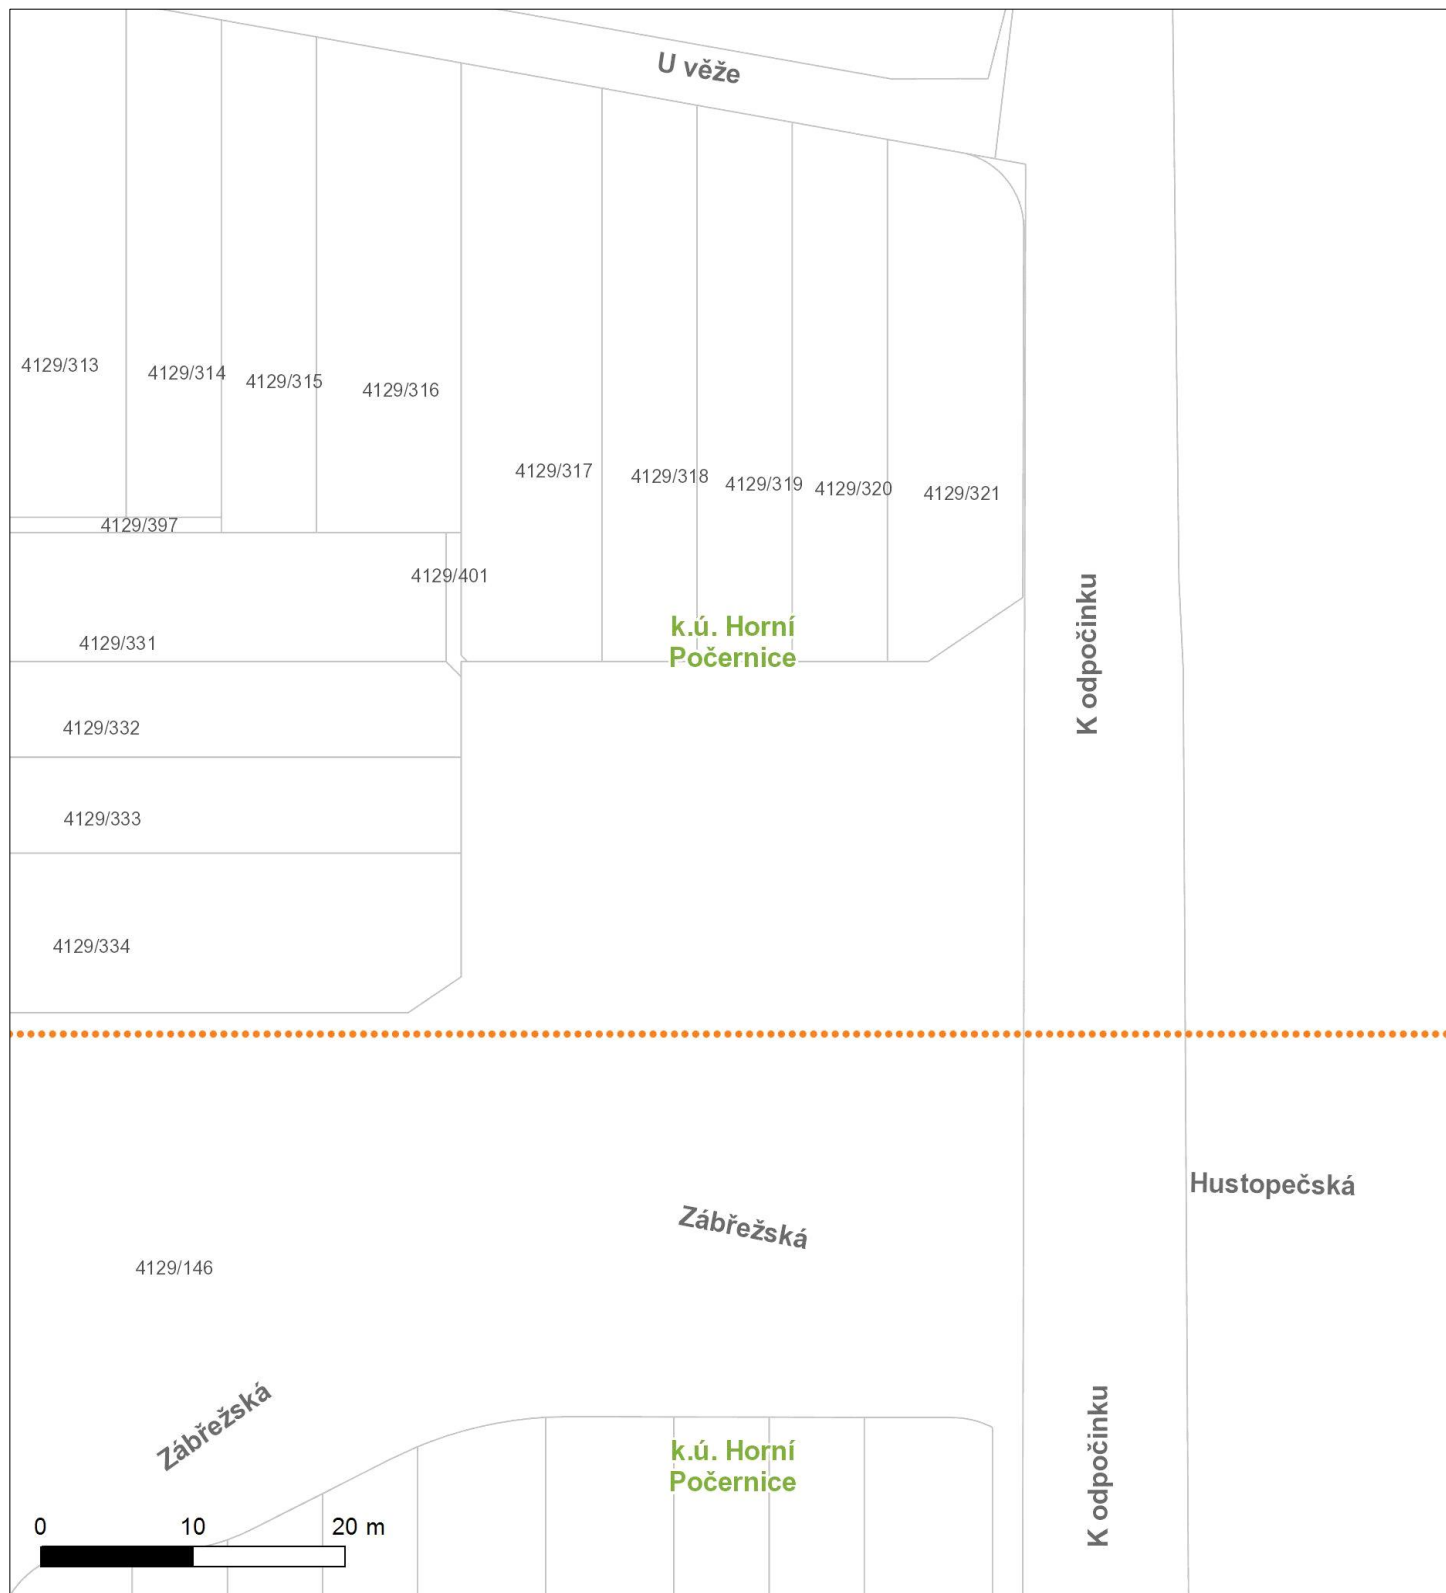 U věže
4129/313
4129/314
4129/315
4129/316
4129/317
4129/318
4129/319
4129/320
4129/321
4129/397
4129/401
K odpočinku
k.ú. Horní
Počernice
4129/331
4129/332
4129/333
4129/334
Hustopečská
Zábřežská
4129/146
Zábřežská
K odpočinku
k.ú. Horní
Počernice
0 10 20 m